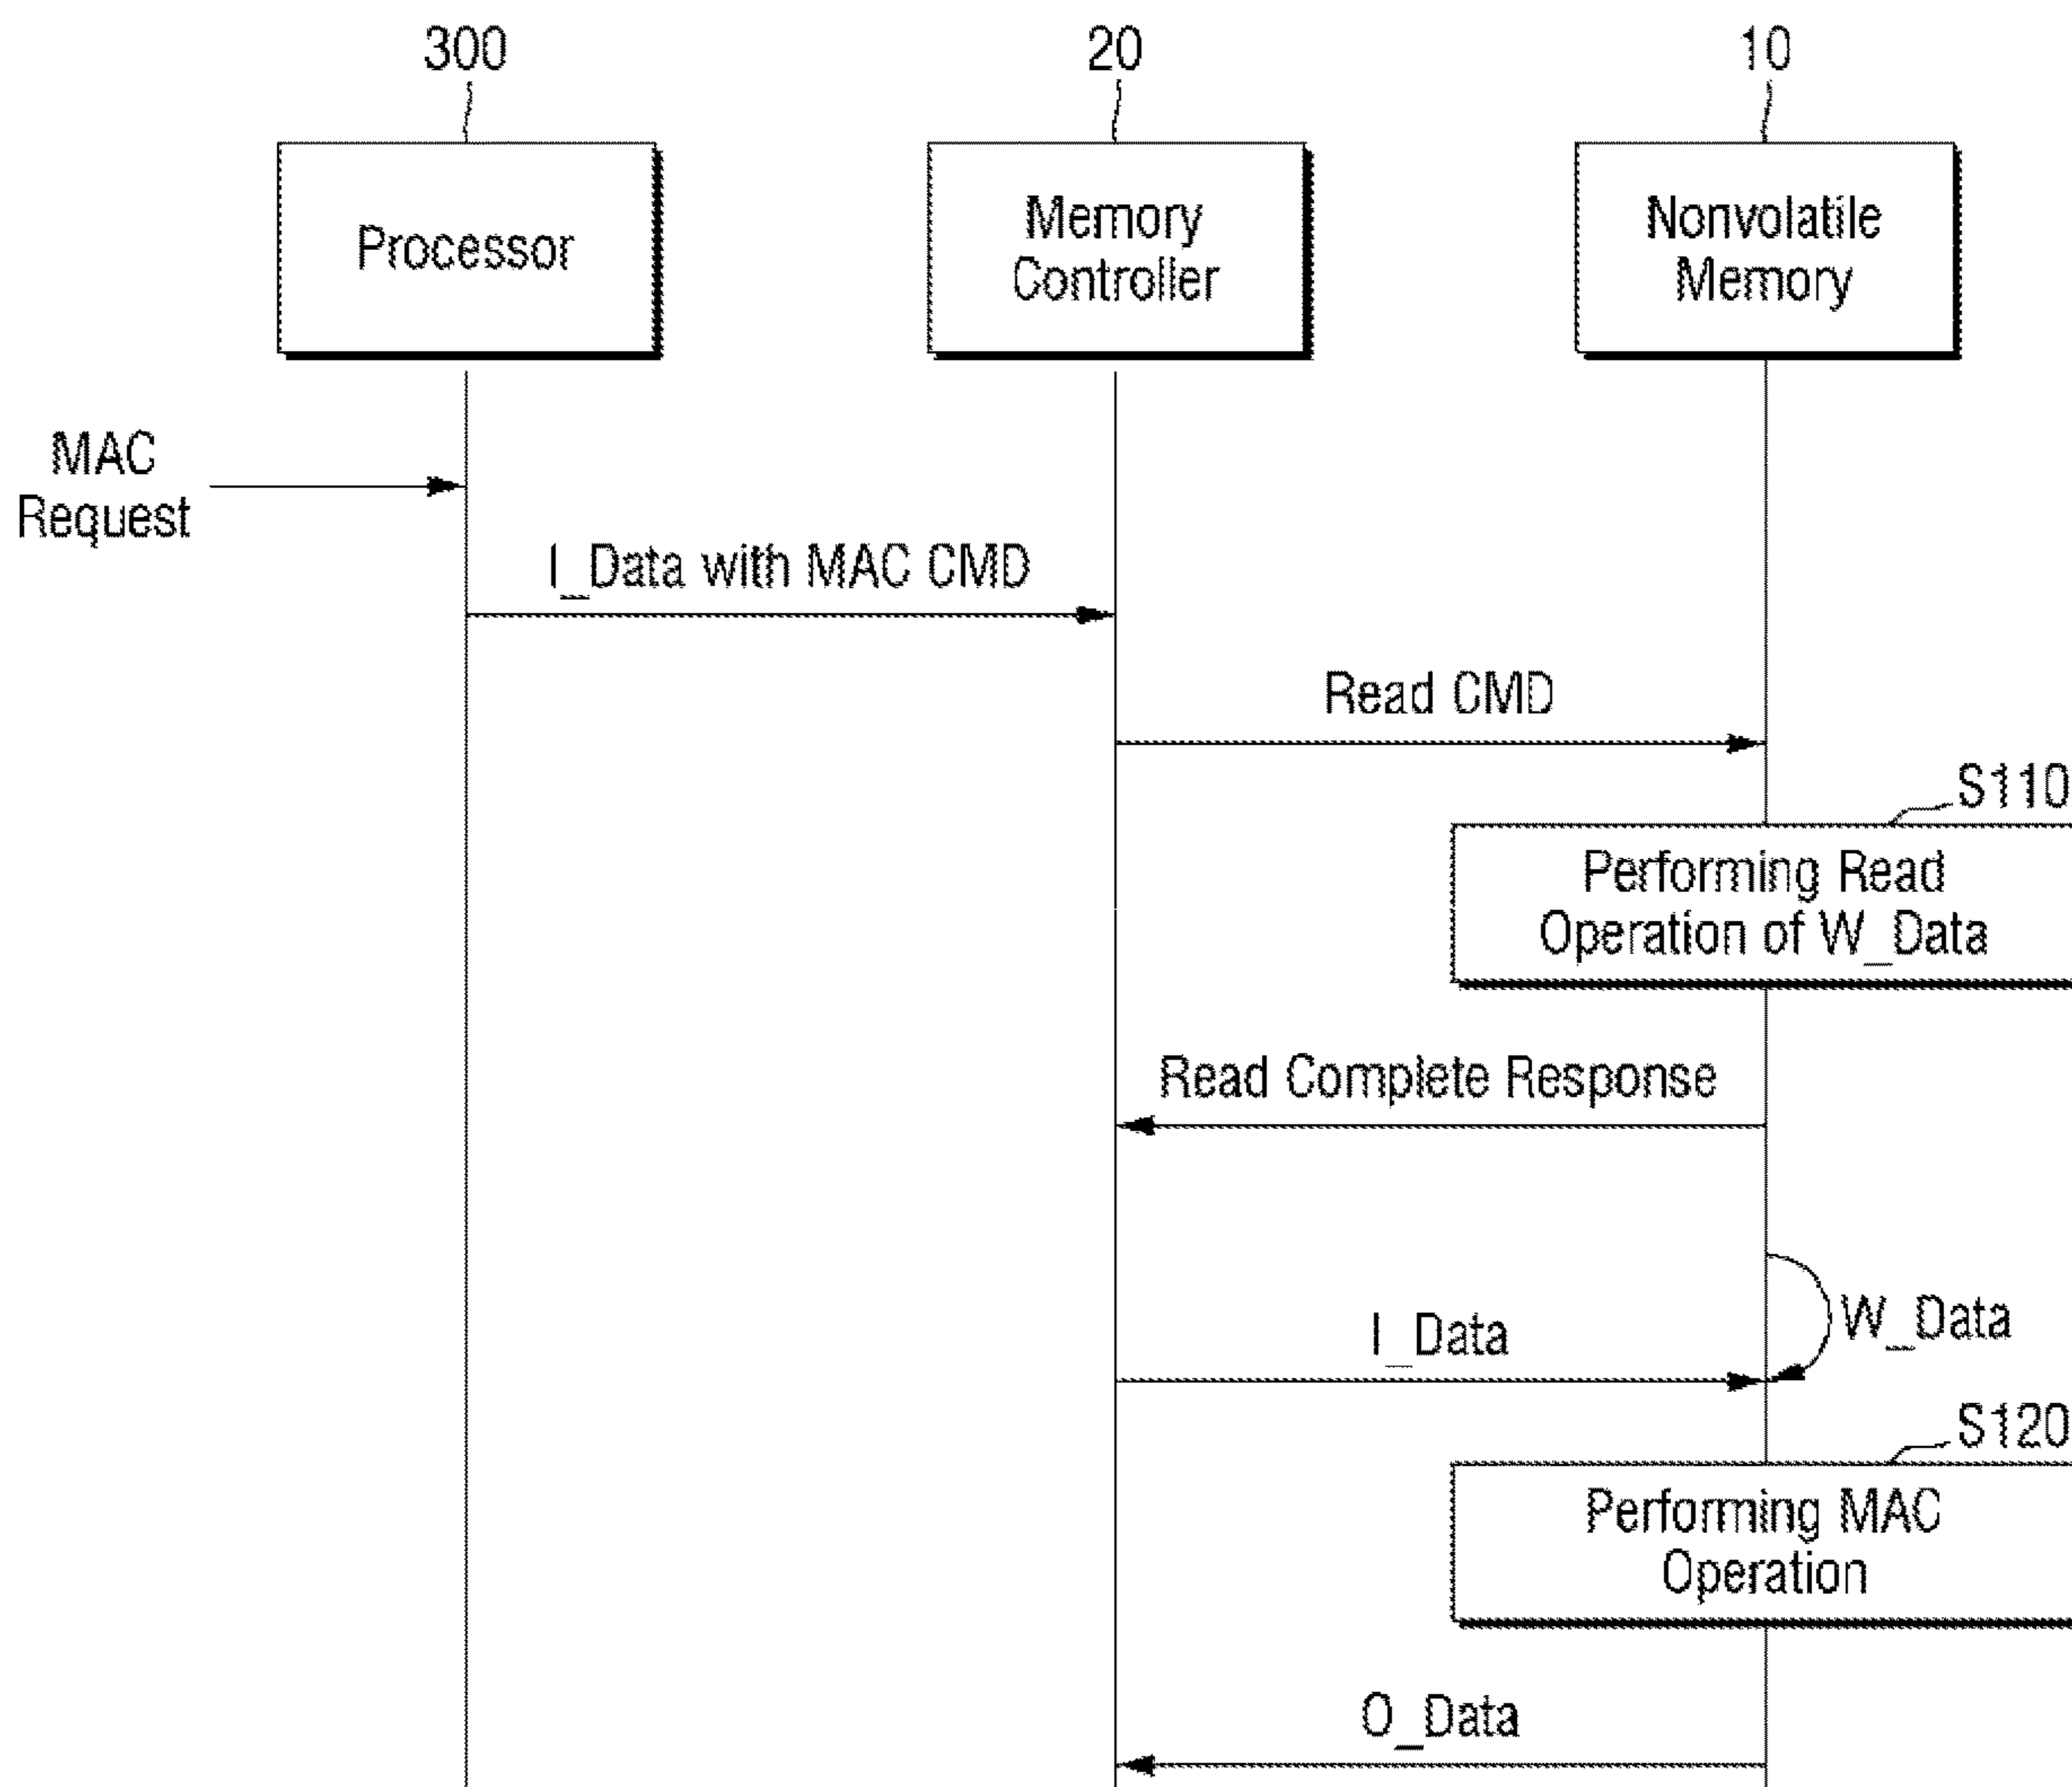 300
20
10
Processor
Memory
Controller
Nonvolatile
Memory
MAC
Request
I_Data with MAC CMD
Read CMD
S110
Performing Read
Operation of W_Data
Read Complete Response
W_Data
I_Data
S120
Performing MAC
Operation
O_Data